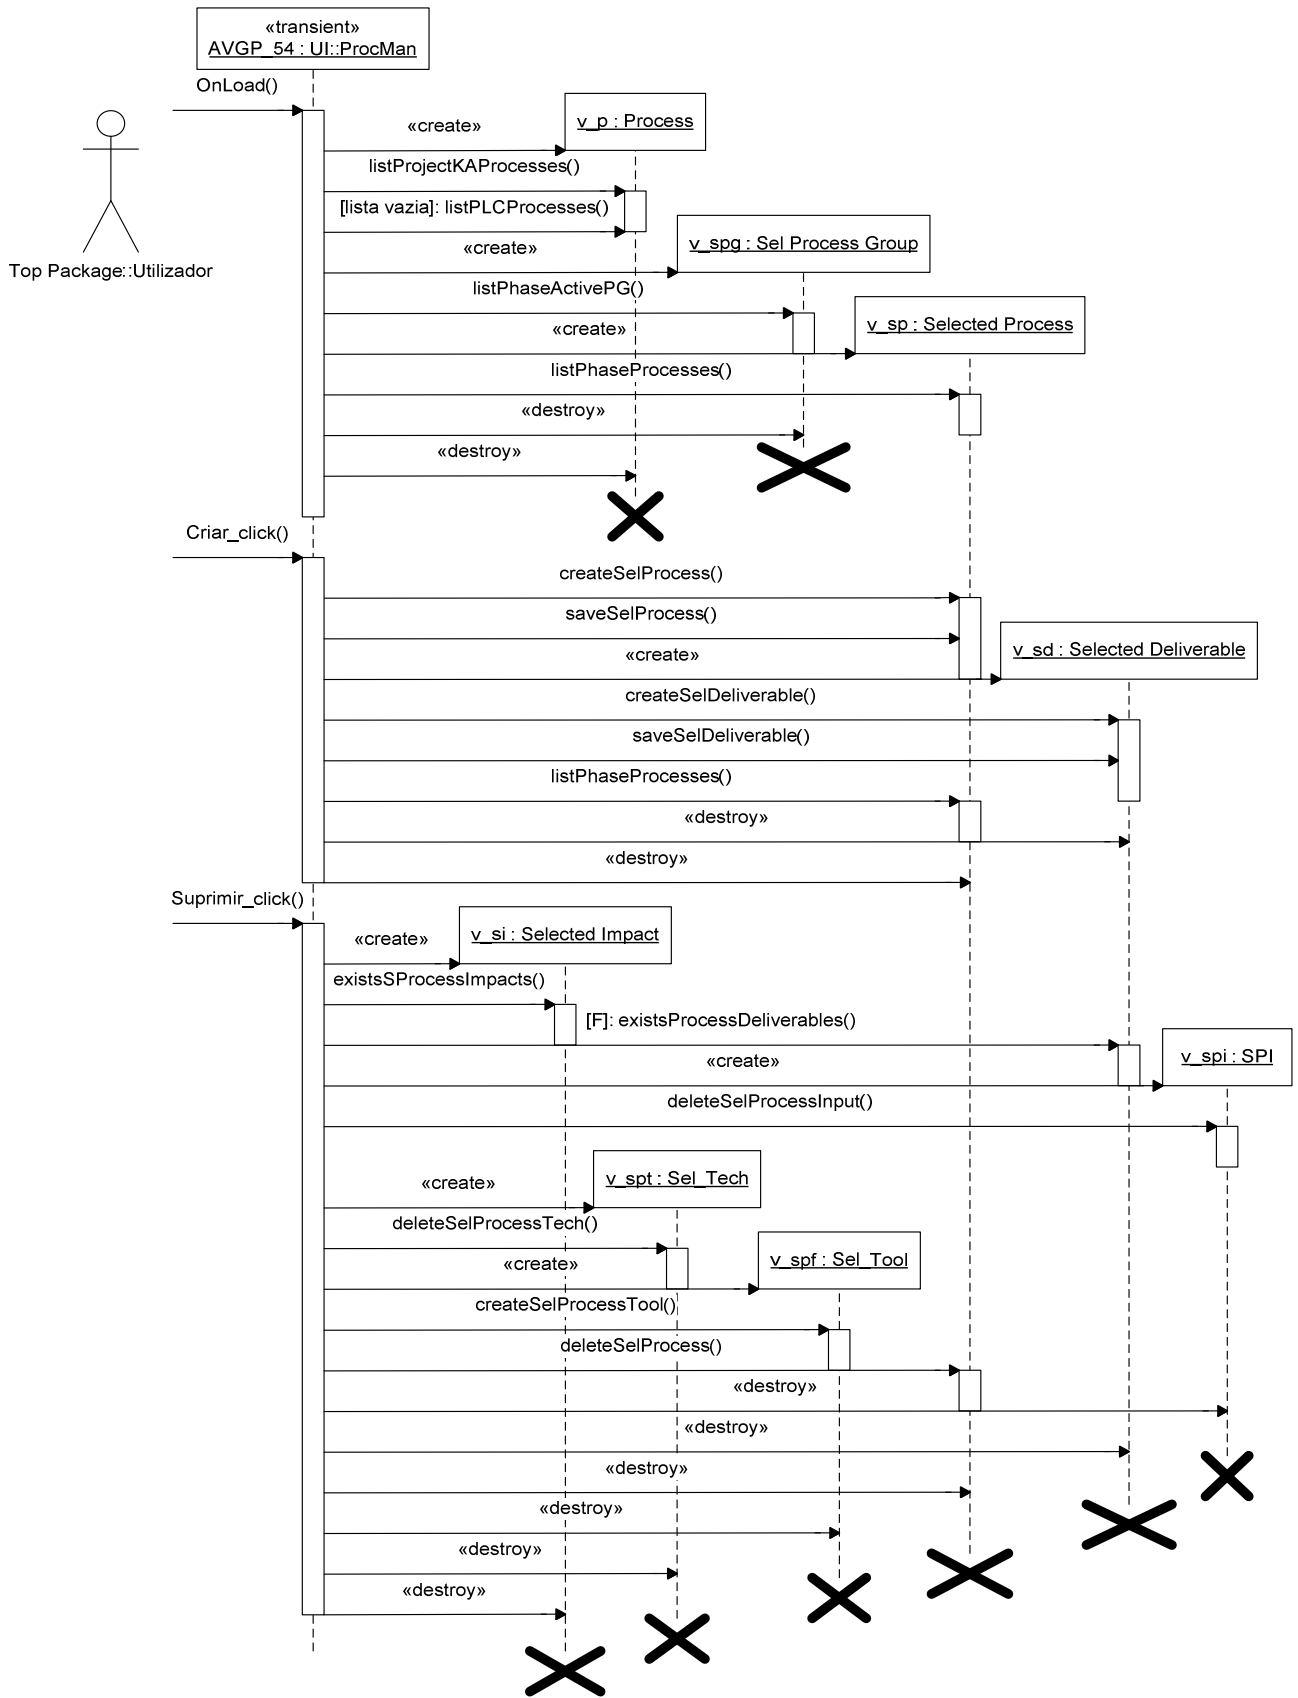 «transient»
AVGP_54 : UI::ProcMan
OnLoad()
«create»
v_p : Process
listProjectKAProcesses()
[lista vazia]: listPLCProcesses()
«create»
v_spg : Sel Process Group
Top Package::Utilizador
listPhaseActivePG()
«create»
v_sp : Selected Process
listPhaseProcesses()
«destroy»
«destroy»
Criar_click()
createSelProcess()
saveSelProcess()
«create»
v_sd : Selected Deliverable
createSelDeliverable()
saveSelDeliverable()
listPhaseProcesses()
«destroy»
«destroy»
Suprimir_click()
«create»
v_si : Selected Impact
existsSProcessImpacts()
[F]: existsProcessDeliverables()
«create»
v_spi : SPI
deleteSelProcessInput()
«create»
v_spt : Sel_Tech
deleteSelProcessTech()
«create»
v_spf : Sel_Tool
createSelProcessTool()
deleteSelProcess()
«destroy»
«destroy»
«destroy»
«destroy»
«destroy»
«destroy»